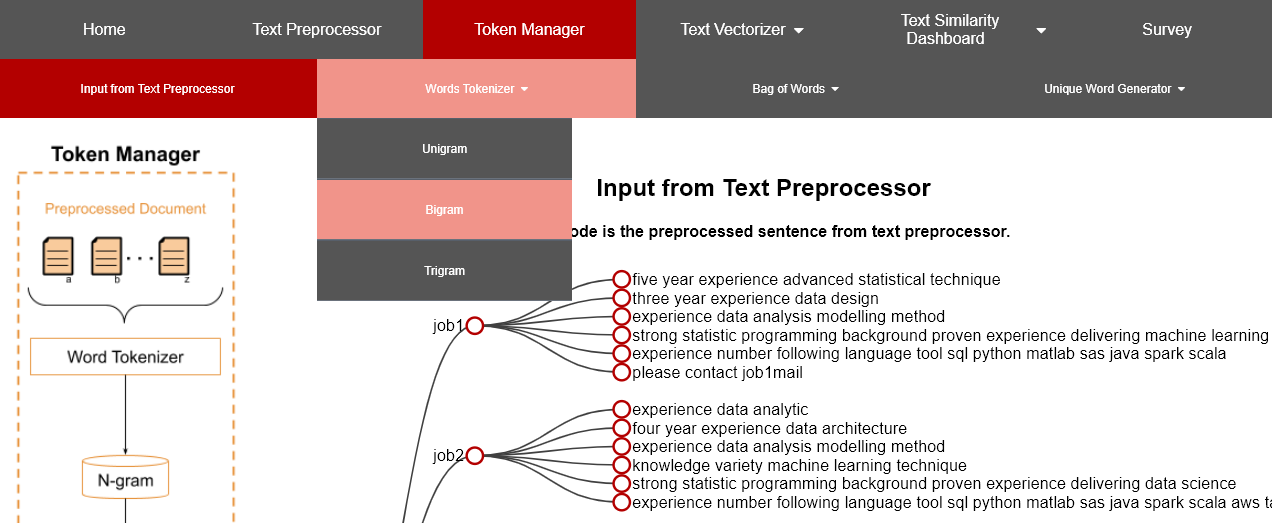 Home
Text Preprocessor
Token Manager
Text Vectorizer
Text Similarity
Dashboard
Survey
Input from Text Preprocessor
Words Tokenizer
Bag of Words
Unique Word Generator
Unigram
Bigram
Trigram
Token Manager
Preprocessed Document
a
b
z
Word Tokenizer
N-gram
Input from Text Preprocessor
ode is the preprocessed sentence from text preprocessor.
job1
five year experience advanced statistical technique
three year experience data design
experience data analysis modelling method
strong statistic programming background proven experience delivering machine learning
experience number following language tool sql python matlab sas java spark scala
please contact job1mail
job2
experience data analytic
four year experience data architecture
experience data analysis modelling method
knowledge variety machine learning technique
strong statistic programming background proven experience delivering data science
experience number following language tool sql python matlab sas java spark scala aws ta